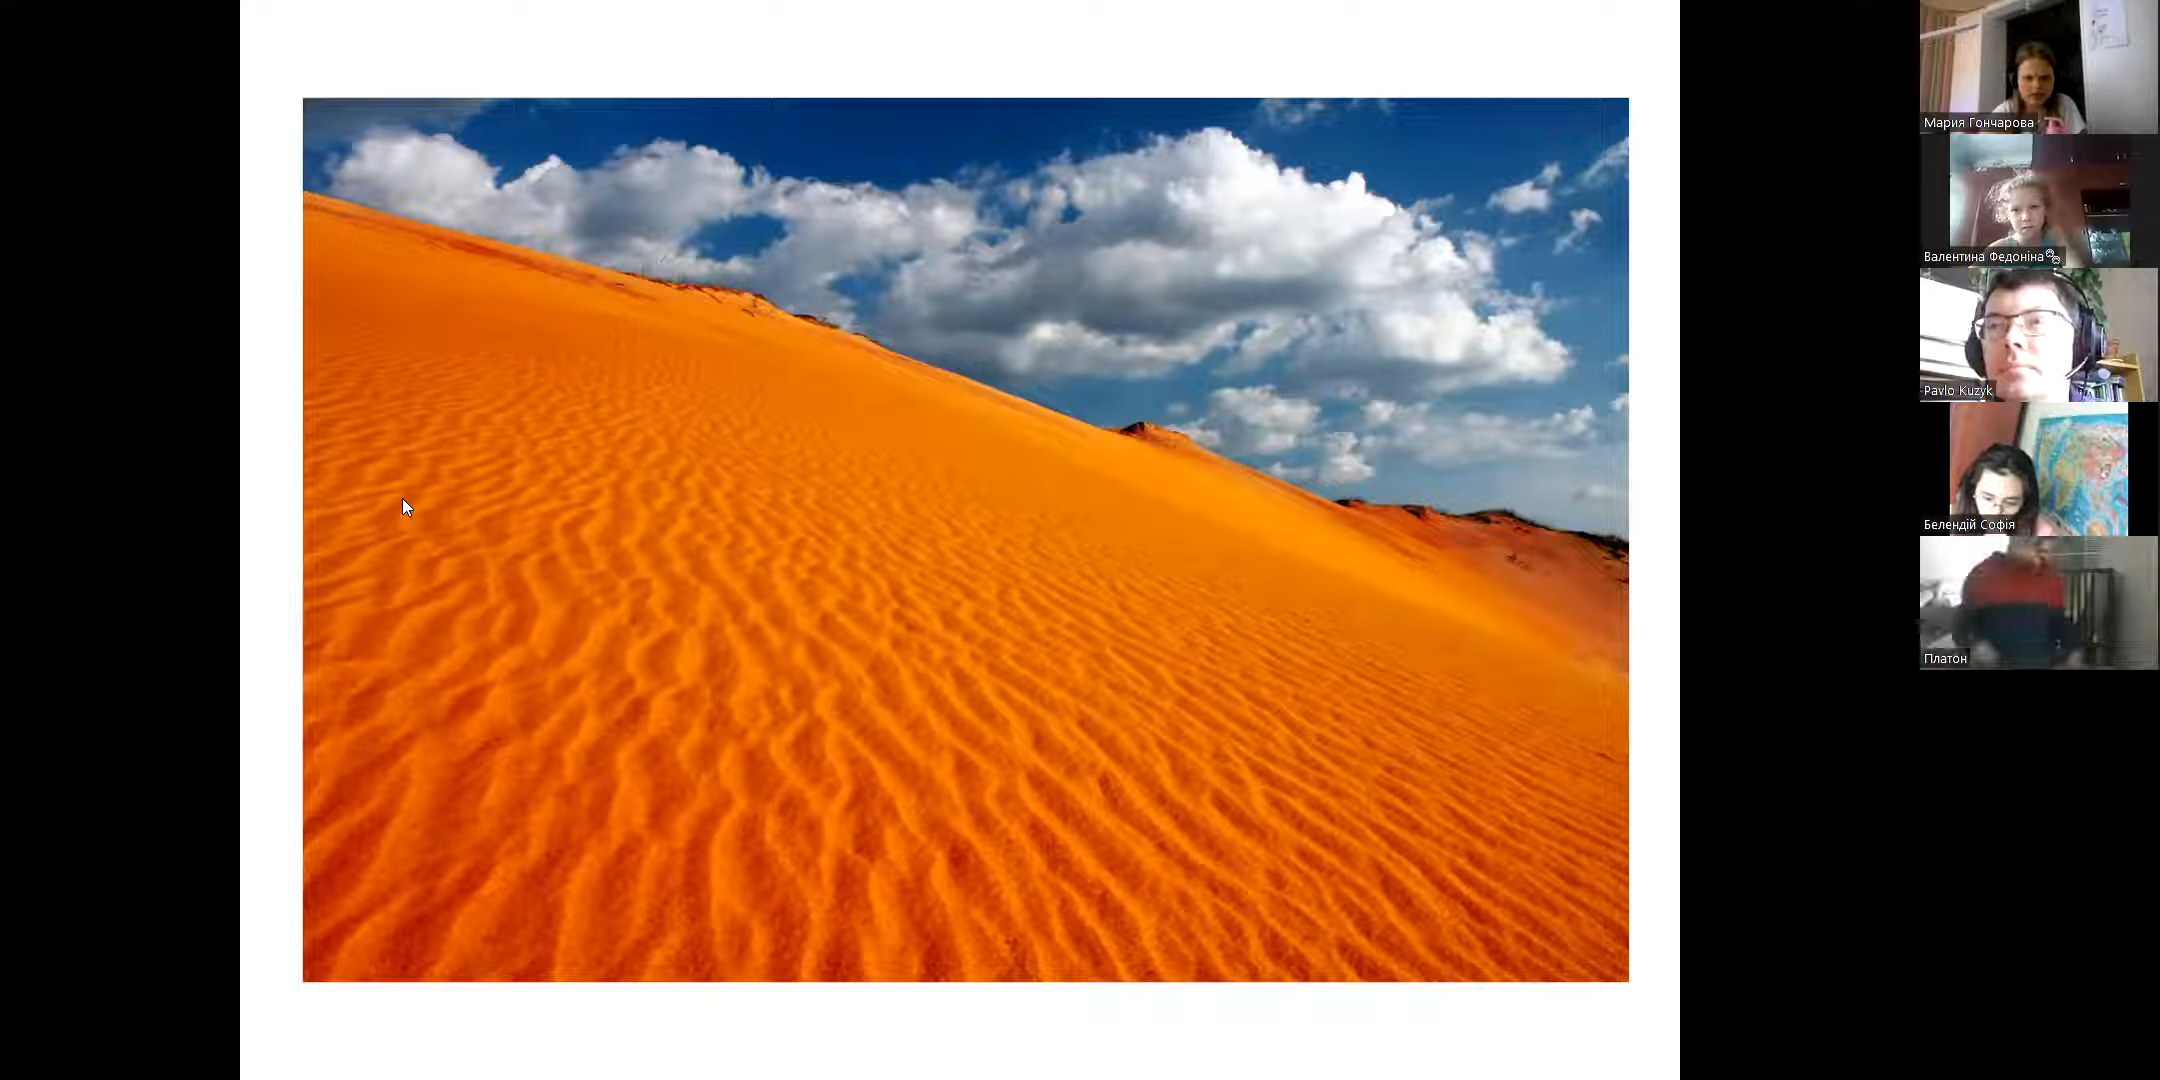 Мария Гончарова
Валентина Федоніна
Pavlo Kuzyk
Белендій Софія
Платон